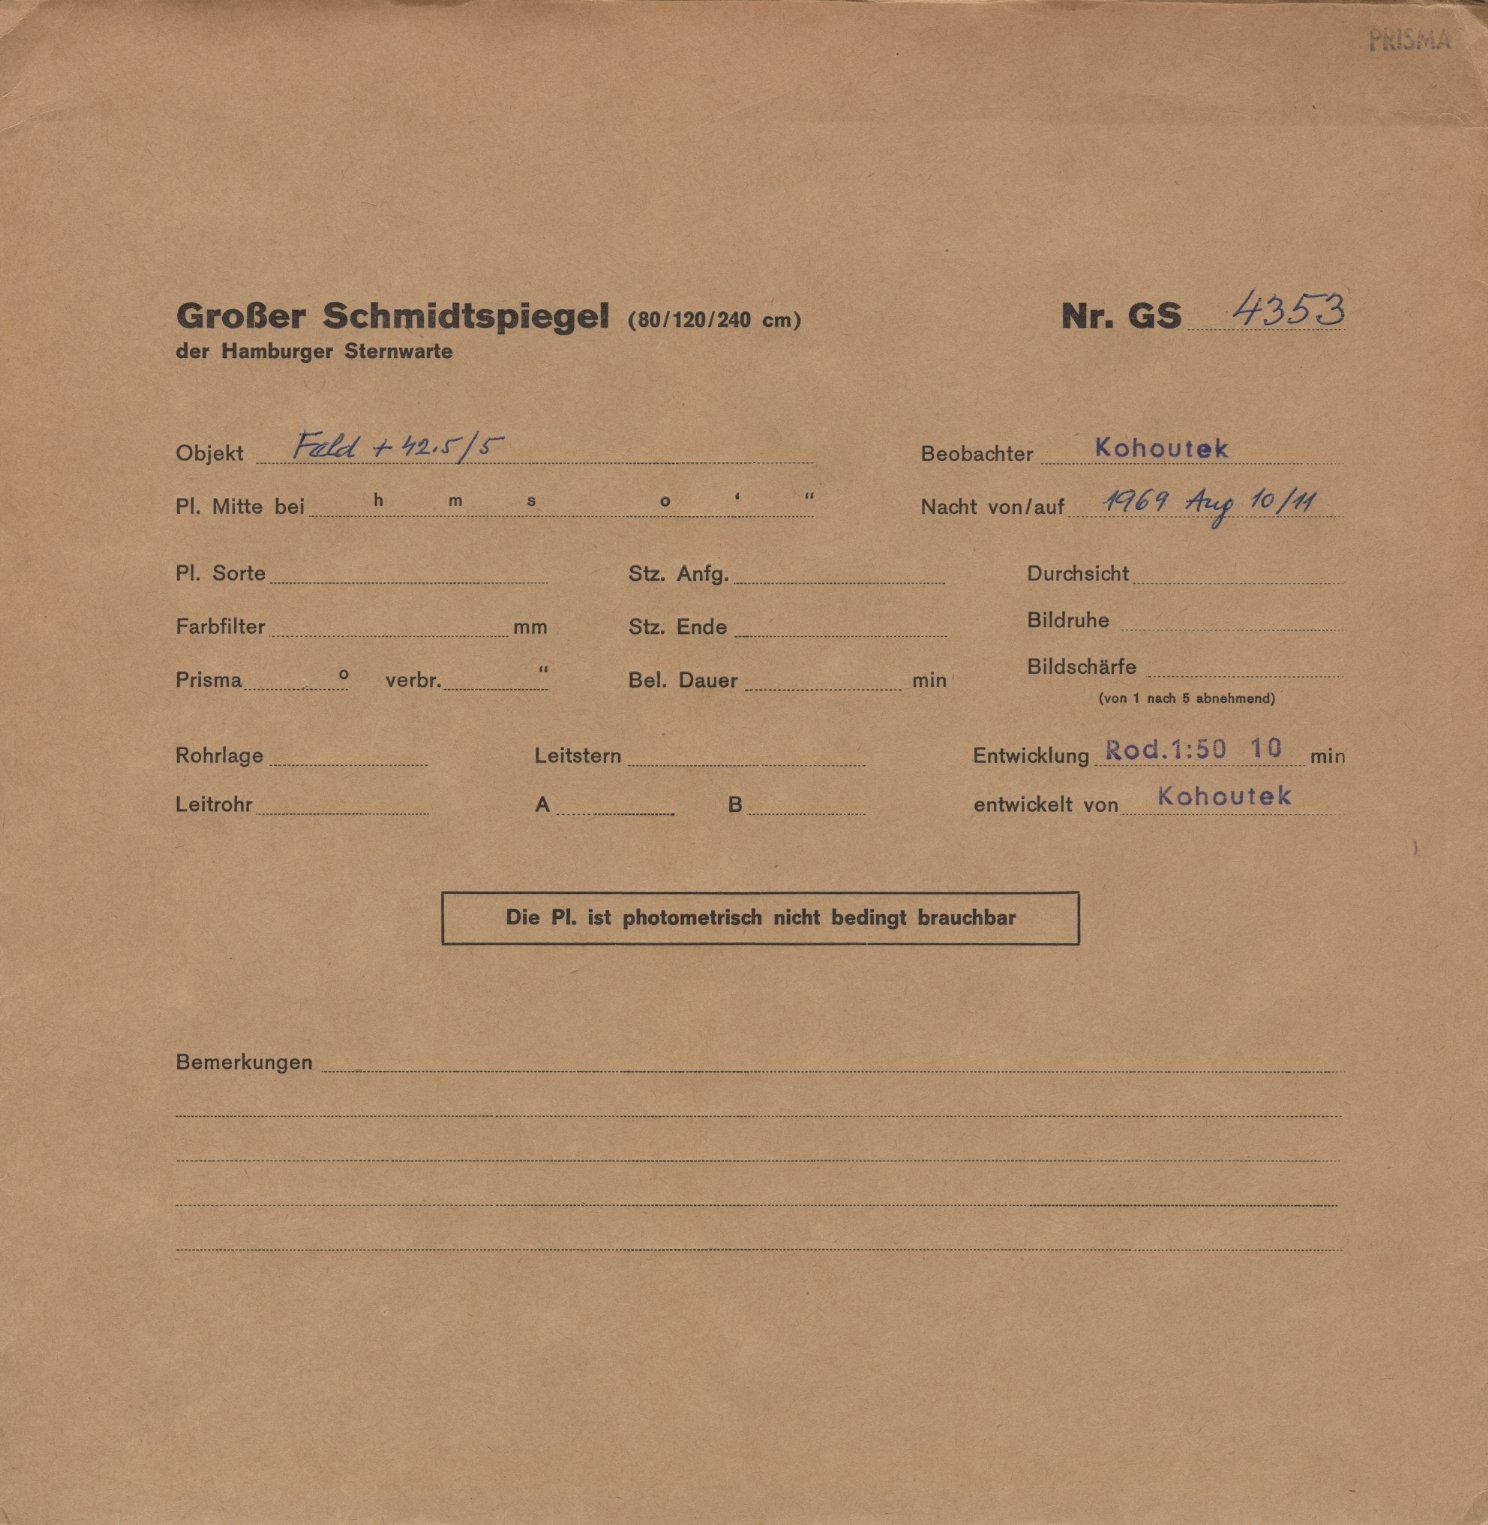 PRISMA
Großer Schmidtspiegel (80/120/240 cm) Nr. GS 4353
der Hamburger Sternwarte
Objekt Feld + 42.5/5 Beobachter Kohoutek
Pl. Mitte bei h m s o ‘ “ Nacht von/auf 1969 Aug 10/11
Pl. Sorte Stz. Anfg. Durchsicht
Farbfilter mm Stz. Ende Bildruhe
Prisma o verbr. “ Bel. Dauer min Bildschärfe
(von 1 nach 5 abnehmend)
Rohrlage Leitstern Entwicklung Rod.1:50 10 min
Leitrohr A B entwickelt von Kohoutek
Die Pl. ist photometrisch nicht bedingt brauchbar
Bemerkungen